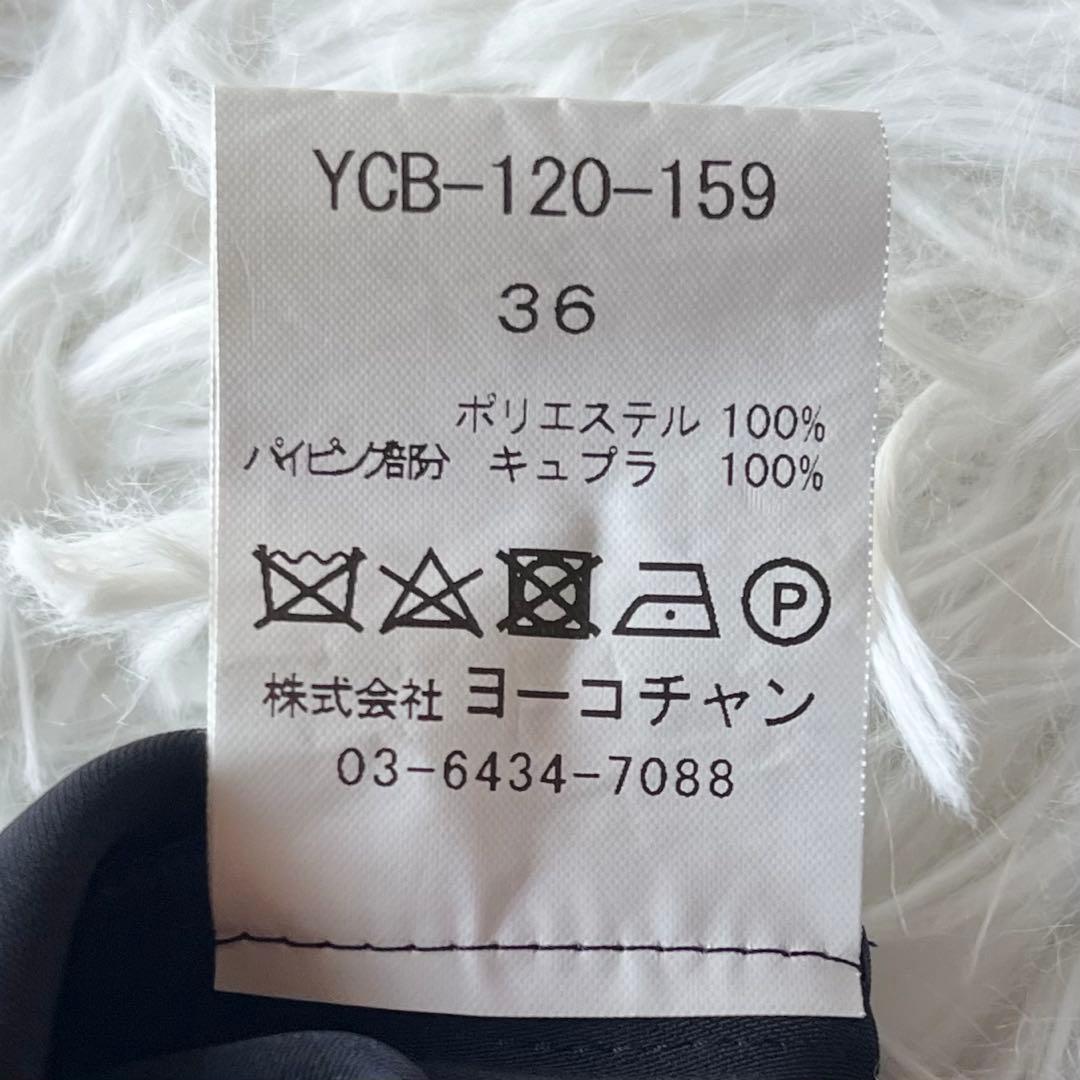 YCB-120-159
36
ポリエステル 100%
パイピング部分 キュプラ 100%
P
株式会社 ヨーコチャン
03-6434-7088